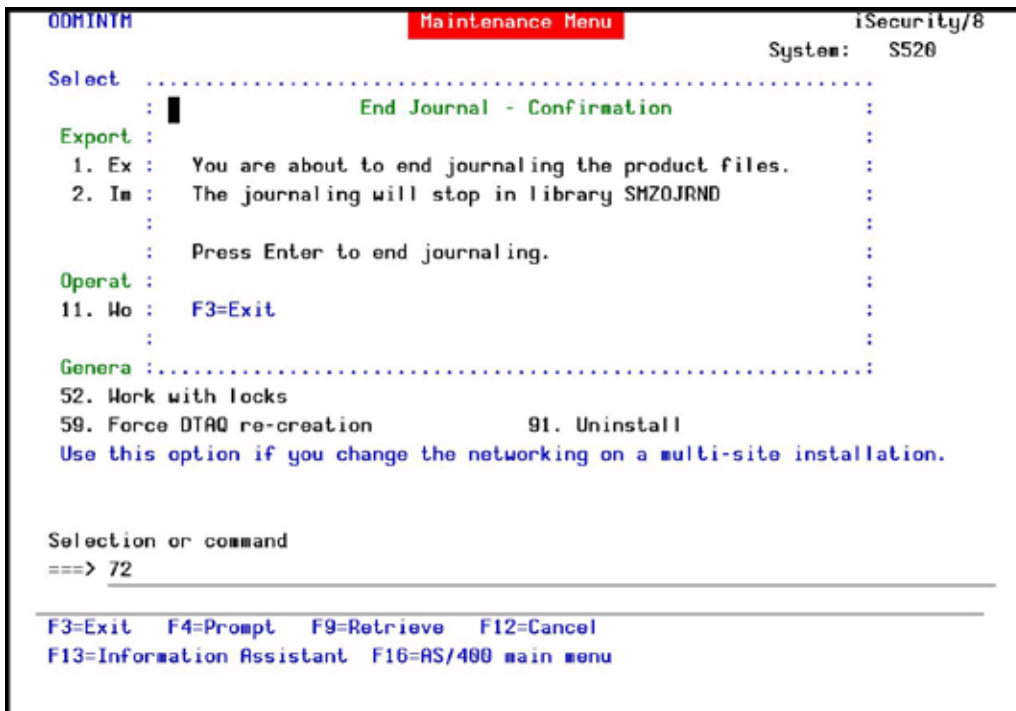 ODMINTM Maintenance Menu iSecurity/8
System: S520
Select ................................................................
: End Journal - Confirmation :
Export : :
1. Ex : You are about to end journaling the product files. :
2. Im : The journaling will stop in library SMZOJRND :
: :
: Press Enter to end journaling. :
Operat : :
11. Wo : F3=Exit :
: :
Genera :..............................................................:
52. Work with locks
59. Force DTAQ re-creation 91. Uninstall
Use this option if you change the networking on a multi-site installation.
Selection or command
===> 72
F3=Exit F4=Prompt F9=Retrieve F12=Cancel
F13=Information Assistant F16=AS/400 main menu